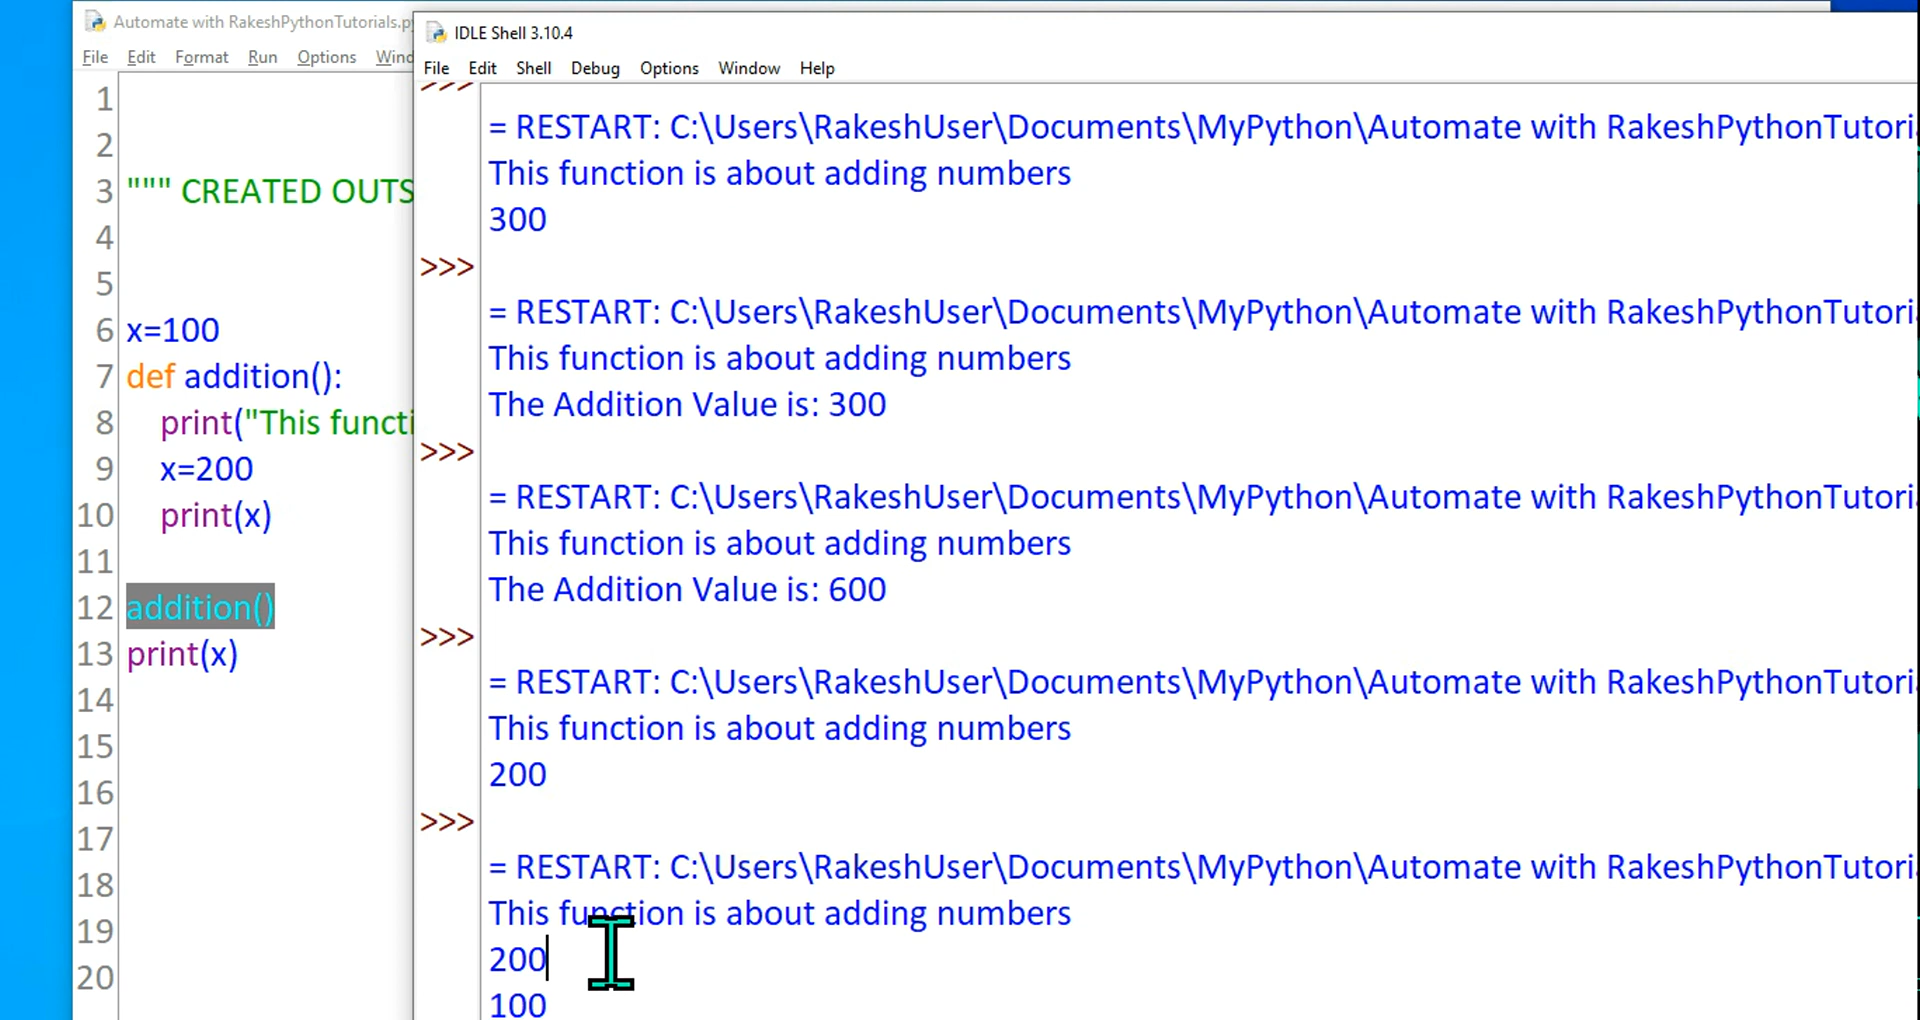 Automate with RakeshPythonTutorials.py
File Edit Format Run Options Wind
1
2
3 """ CREATED OUTS
4
5
6 x=100
7 def addition():
8 print("This functi
9 x=200
10 print(x)
11
12 addition()
13 print(x)
14
15
16
17
18
19
20
IDLE Shell 3.10.4
File Edit Shell Debug Options Window Help
>>>
= RESTART: C:\Users\RakeshUser\Documents\MyPython\Automate with RakeshPythonTutoria
This function is about adding numbers
300
>>>
= RESTART: C:\Users\RakeshUser\Documents\MyPython\Automate with RakeshPythonTutoria
This function is about adding numbers
The Addition Value is: 300
>>>
= RESTART: C:\Users\RakeshUser\Documents\MyPython\Automate with RakeshPythonTutoria
This function is about adding numbers
The Addition Value is: 600
>>>
= RESTART: C:\Users\RakeshUser\Documents\MyPython\Automate with RakeshPythonTutoria
This function is about adding numbers
200
>>>
= RESTART: C:\Users\RakeshUser\Documents\MyPython\Automate with RakeshPythonTutoria
This function is about adding numbers
200
100